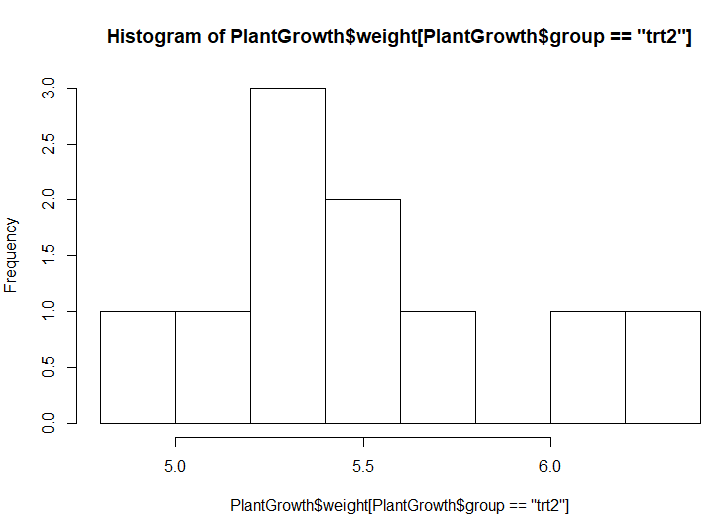 Histogram of PlantGrowth$weight[PlantGrowth$group == "trt2"]
Frequency
3.0
2.5
2.0
1.5
1.0
0.5
0.0
5.0 5.5 6.0
PlantGrowth$weight[PlantGrowth$group == "trt2"]